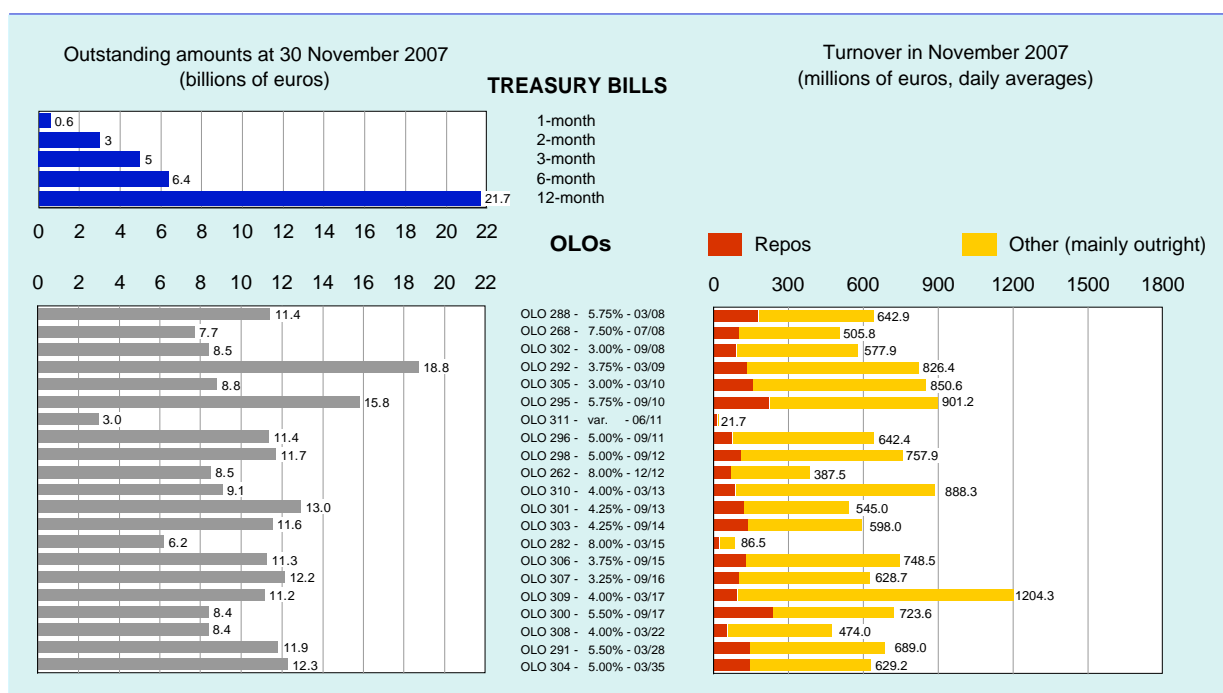 Outstanding amounts at 30 November 2007
(billions of euros)
Turnover in November 2007
(millions of euros, daily averages)
TREASURY BILLS
0.6 1-month
3 2-month
5 3-month
6.4 6-month
21.7 12-month
0 2 4 6 8 10 12 14 16 18 20 22
OLOs
Repos Other (mainly outright)
0 2 4 6 8 10 12 14 16 18 20 22
0 300 600 900 1200 1500 1800
11.4 OLO 288 - 5.75% - 03/08 642.9
7.7 OLO 268 - 7.50% - 07/08 505.8
8.5 OLO 302 - 3.00% - 09/08 577.9
18.8 OLO 292 - 3.75% - 03/09 826.4
8.8 OLO 305 - 3.00% - 03/10 850.6
15.8 OLO 295 - 5.75% - 09/10 901.2
3.0 OLO 311 - var. - 06/11 21.7
11.4 OLO 296 - 5.00% - 09/11 642.4
11.7 OLO 298 - 5.00% - 09/12 757.9
8.5 OLO 262 - 8.00% - 12/12 387.5
9.1 OLO 310 - 4.00% - 03/13 888.3
13.0 OLO 301 - 4.25% - 09/13 545.0
11.6 OLO 303 - 4.25% - 09/14 598.0
6.2 OLO 282 - 8.00% - 03/15 86.5
11.3 OLO 306 - 3.75% - 09/15 748.5
12.2 OLO 307 - 3.25% - 09/16 628.7
11.2 OLO 309 - 4.00% - 03/17 1204.3
8.4 OLO 300 - 5.50% - 09/17 723.6
8.4 OLO 308 - 4.00% - 03/22 474.0
11.9 OLO 291 - 5.50% - 03/28 689.0
12.3 OLO 304 - 5.00% - 03/35 629.2